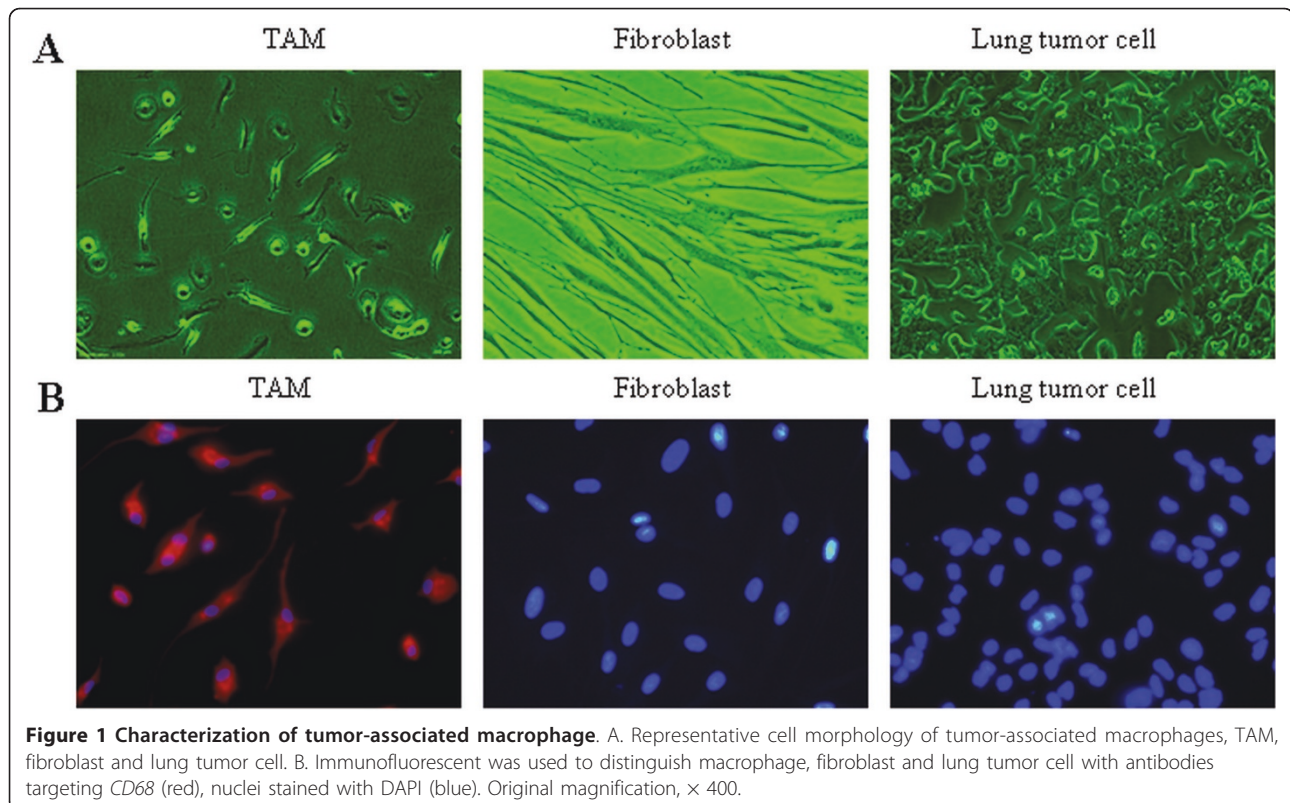 A TAM Fibroblast Lung tumor cell
B TAM Fibroblast Lung tumor cell
Figure 1 Characterization of tumor-associated macrophage. A. Representative cell morphology of tumor-associated macrophages, TAM,
fibroblast and lung tumor cell. B. Immunofluorescent was used to distinguish macrophage, fibroblast and lung tumor cell with antibodies
targeting CD68 (red), nuclei stained with DAPI (blue). Original magnification, × 400.